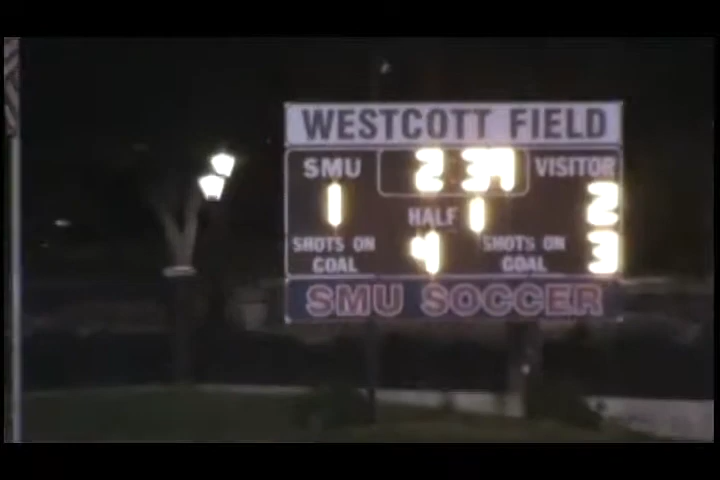 WESTCOTT FIELD
SMU 2 39 VISITOR
1 HALF 1 2
SHOTS ON GOAL 4 SHOTS ON GOAL 3
SMU SOCCER